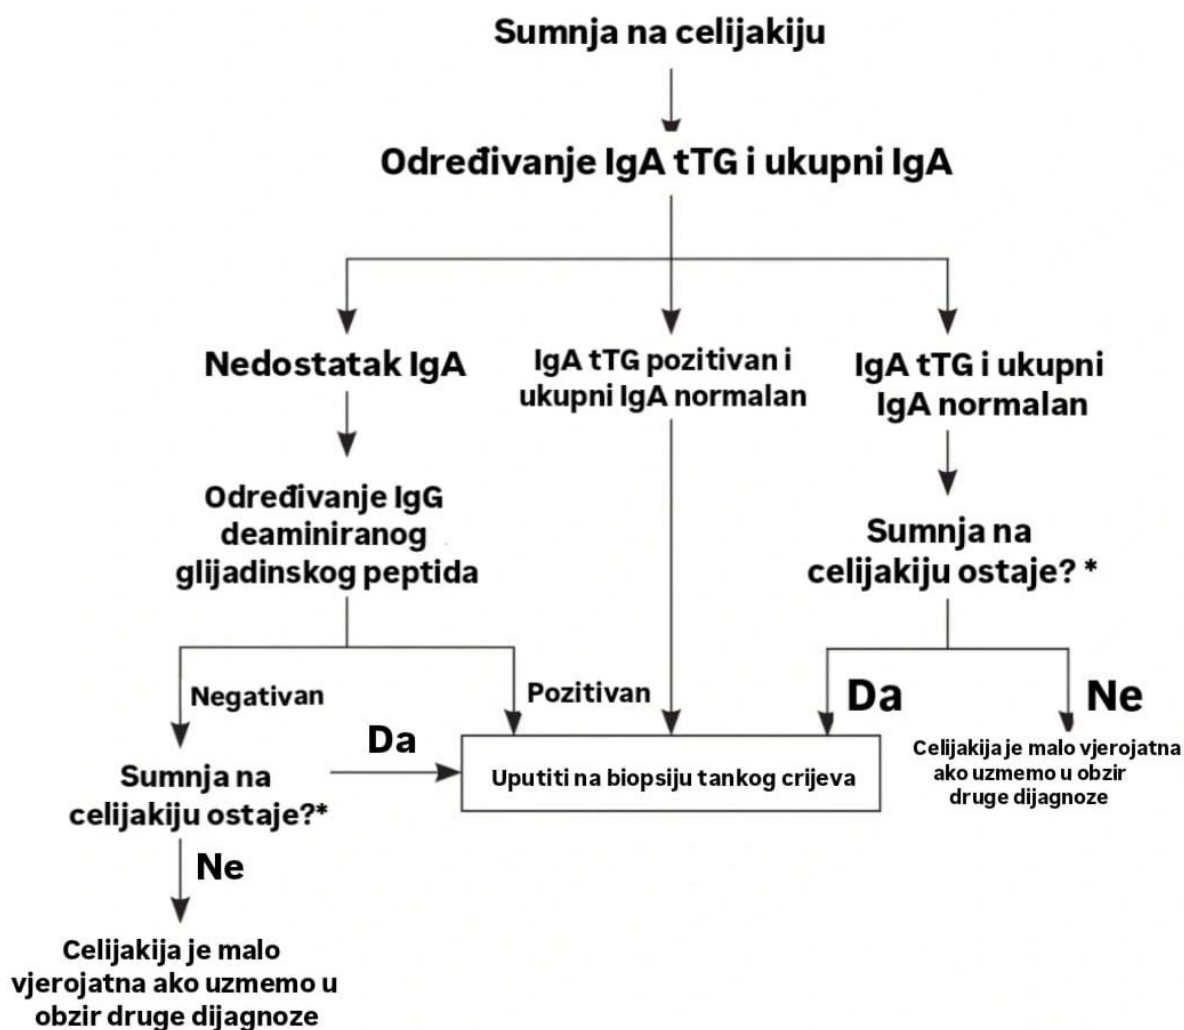 Sumnja na celijakiju
Određivanje IgA tTG i ukupni IgA
Nedostatak IgA
IgA tTG pozitivan i
ukupni IgA normalan
IgA tTG i ukupni
IgA normalan
Određivanje IgG
deaminiranog
glijadinskog peptida
Sumnja na
celijakiju ostaje? *
Negativan
Pozitivan
Da
Ne
Da
Sumnja na
celijakiju ostaje?*
Uputiti na biopsiju tankog crijeva
Celijakija je malo vjerojatna
ako uzmemo u obzir
druge dijagnoze
Ne
Celijakija je malo
vjerojatna ako uzmemo u
obzir druge dijagnoze